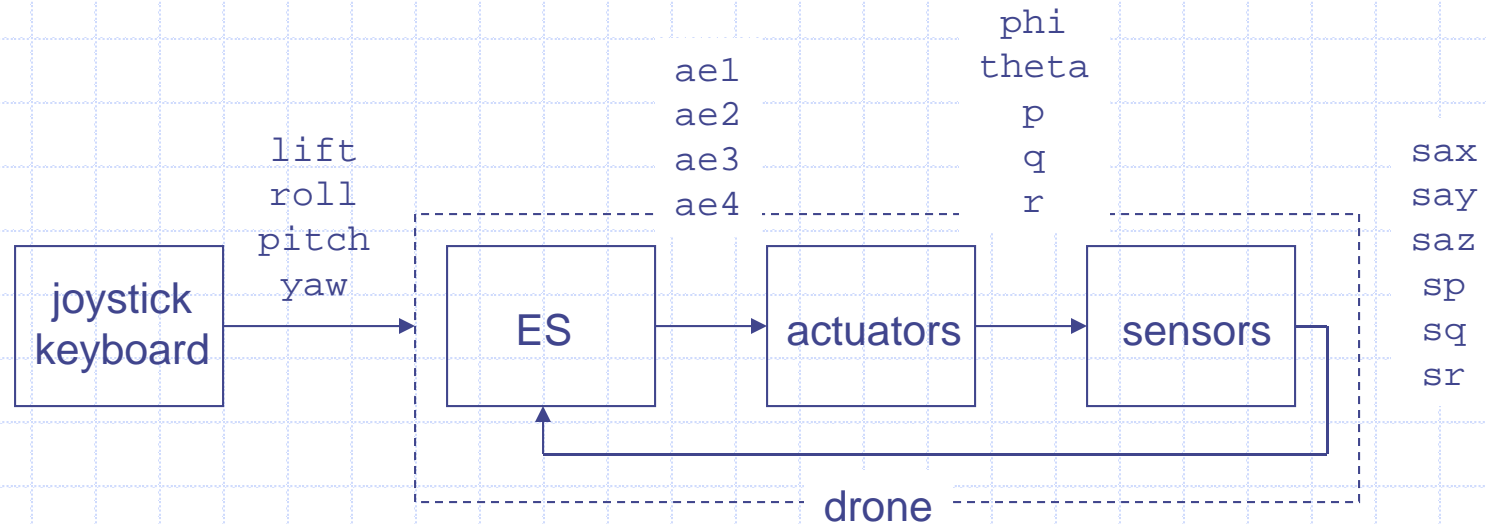 lift
roll
pitch
yaw
ae1
ae2
ae3
ae4
phi
theta
p
q
r
sax
say
saz
sp
sq
sr
joystick
keyboard
ES
actuators
sensors
drone